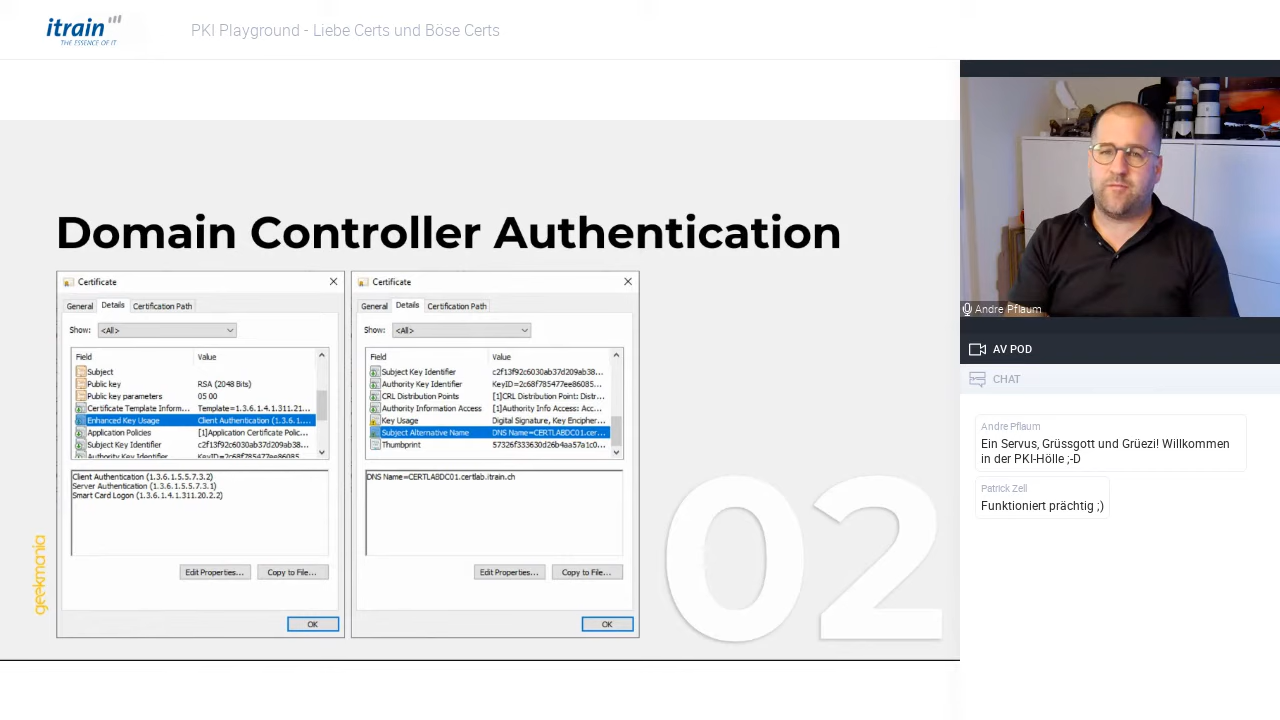 itrain
THE ESSENCE OF IT
PKI Playground - Liebe Certs und Böse Certs
Domain Controller Authentication
Certificate
General Details Certification Path
Show: <All>
Field Value
Subject
Public key RSA (2048 Bits)
Public key parameters 05 00
Certificate Template Inform... Template=1.3.6.1.4.1.311.21...
Enhanced Key Usage Client Authentication (1.3.6.1....
Application Policies [1]Application Certificate Polic...
Subject Key Identifier c2f13f92c6030ab37d209ab38...
Authority Key Identifier KeyID=2c68f785477ee86085...
Client Authentication (1.3.6.1.5.5.7.3.2)
Server Authentication (1.3.6.1.5.5.7.3.1)
Smart Card Logon (1.3.6.1.4.1.311.20.2.2)
Edit Properties... Copy to File...
OK
Certificate
General Details Certification Path
Show: <All>
Field Value
Subject Key Identifier c2f13f92c6030ab37d209ab38...
Authority Key Identifier KeyID=2c68f785477ee86085...
CRL Distribution Points [1]CRL Distribution Point: Distr...
Authority Information Access [1]Authority Info Access: Acc...
Key Usage Digital Signature, Key Encipher...
Subject Alternative Name DNS Name=CERTLABDC01.cer...
Thumbprint 57326f333630d26b4aa57a1c0...
DNS Name=CERTLABDC01.certlab.itrain.ch
Edit Properties... Copy to File...
OK
geekmania
02
Andre Pflaum
AV POD
CHAT
Andre Pflaum
Ein Servus, Grüssgott und Grüezi! Willkommen
in der PKI-Hölle ;-D
Patrick Zell
Funktioniert prächtig ;)